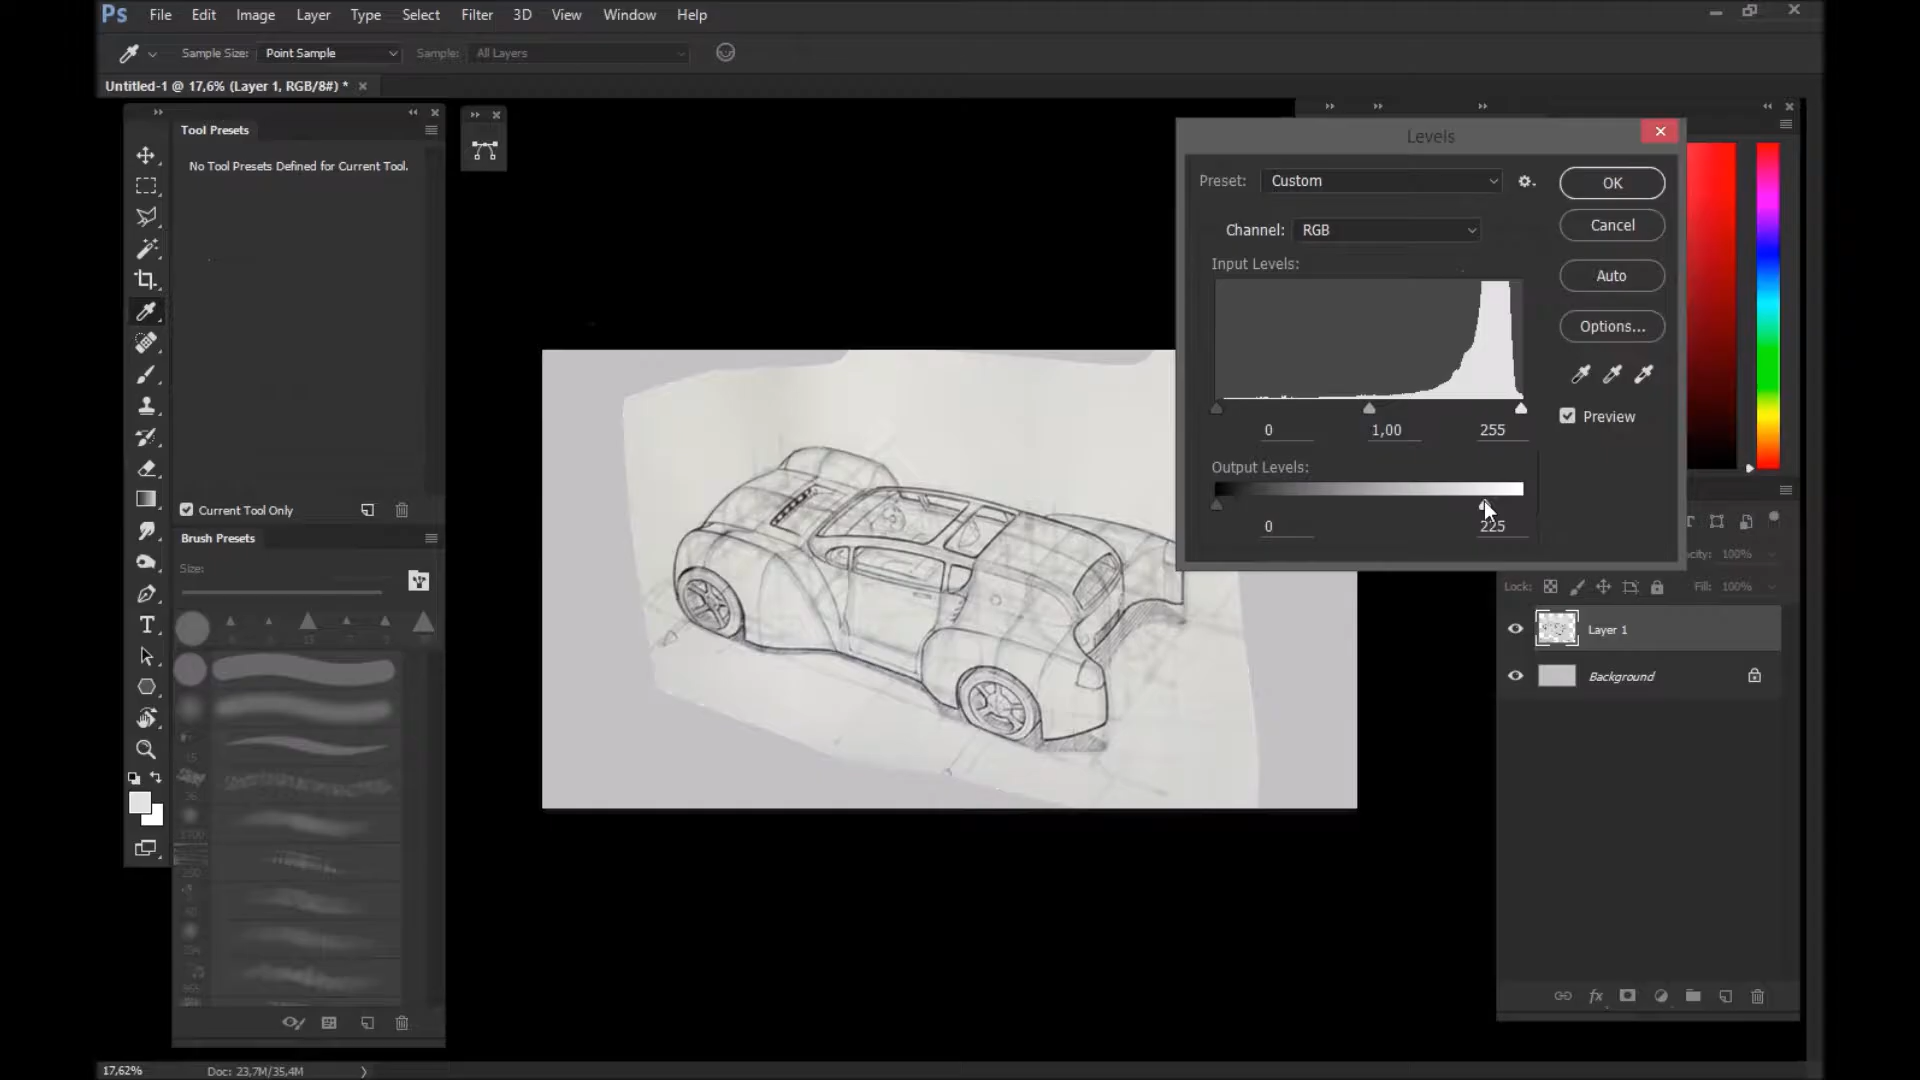 Ps File Edit Image Layer Type Select Filter 3D View Window Help
Sample Size: Point Sample Sample: All Layers
Untitled-1 @ 17,6% (Layer 1, RGB/8#) *
Tool Presets
No Tool Presets Defined for Current Tool.
Current Tool Only
Brush Presets
Size:
Levels
Preset: Custom
OK
Channel: RGB
Cancel
Input Levels:
Auto
Options...
0 1,00 255
Preview
Output Levels:
0 225
100%
Lock: Fill: 100%
Layer 1
Background
17,62% Doc: 23,7M/35,4M